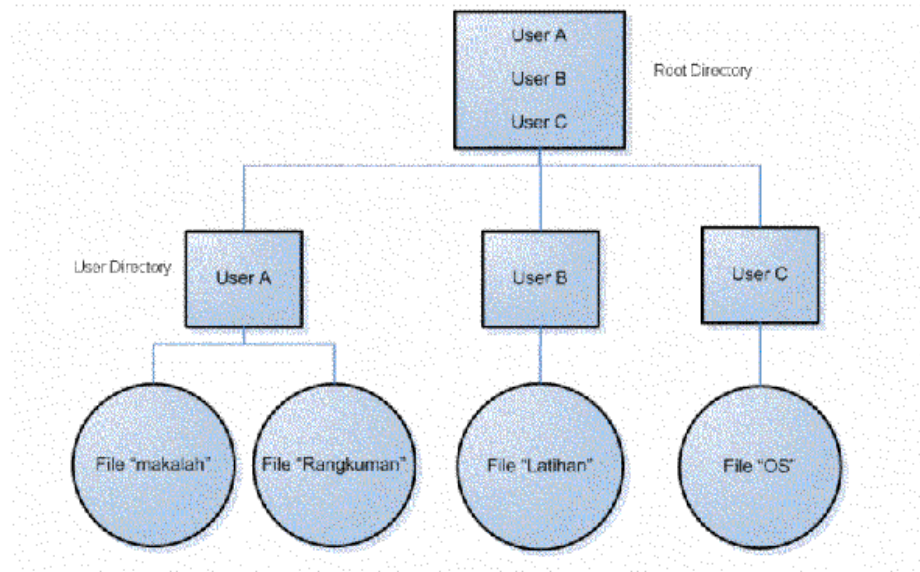 User A
User B
User C
Root Directory
User Directory
User A
User B
User C
File "makalah"
File "Rangkuman"
File "Latihan"
File "OS"